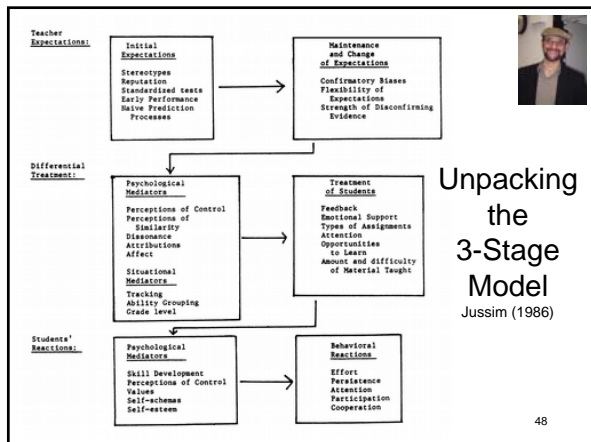 Teacher
Expectations:
Initial
Expectations
Stereotypes
Reputation
Standardized tests
Early Performance
Naive Prediction
Processes
Maintenance
and Change
of Expectations
Confirmatory Biases
Flexibility of
Expectations
Strength of Disconfirming
Evidence
Differential
Treatment:
Psychological
Mediators
Perceptions of Control
Perceptions of
Similarity
Dissonance
Attributions
Affect
Situational
Mediators
Tracking
Ability Grouping
Grade level
Treatment
of Students
Feedback
Emotional Support
Types of Assignments
Attention
Opportunities
to Learn
Amount and difficulty
of Material Taught
Students'
Reactions:
Psychological
Mediators
Skill Development
Perceptions of Control
Values
Self-schemas
Self-esteem
Behavioral
Reactions
Effort
Persistence
Attention
Participation
Cooperation
Unpacking
the
3-Stage
Model
Jussim (1986)
48